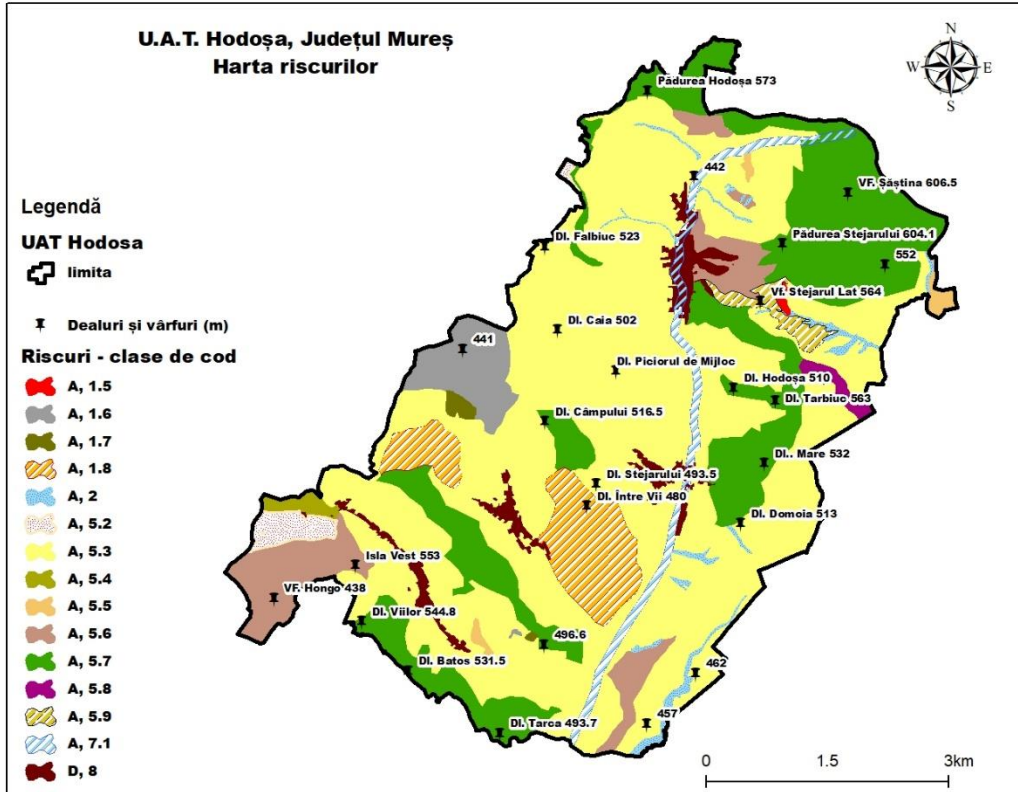 U.A.T. Hodoșa, Județul Mureș
Harta riscurilor
N
W
E
S
Pădurea Hodoșa 573
442
VF. Șăștina 606.5
Pădurea Stejarului 604.1
Dl. Falbiuc 523
552
Vf. Stejarul Lat 564
Dl. Caia 502
441
Dl. Piciorul de Mijloc
Dl. Hodoșa 510
Dl. Tarbiuc 563
Dl. Câmpului 516.5
Dl.. Mare 532
Dl. Stejarului 493.5
Dl. Între Vii 480
Dl. Domoia 513
Isla Vest 553
VF. Hongo 438
Dl. Viilor 544.8
496.6
Dl. Batos 531.5
462
Dl. Tarca 493.7
457
Legendă
UAT Hodosa
limita
Dealuri și vârfuri (m)
Riscuri - clase de cod
A, 1.5
A, 1.6
A, 1.7
A, 1.8
A, 2
A, 5.2
A, 5.3
A, 5.4
A, 5.5
A, 5.6
A, 5.7
A, 5.8
A, 5.9
A, 7.1
D, 8
0 1.5 3km